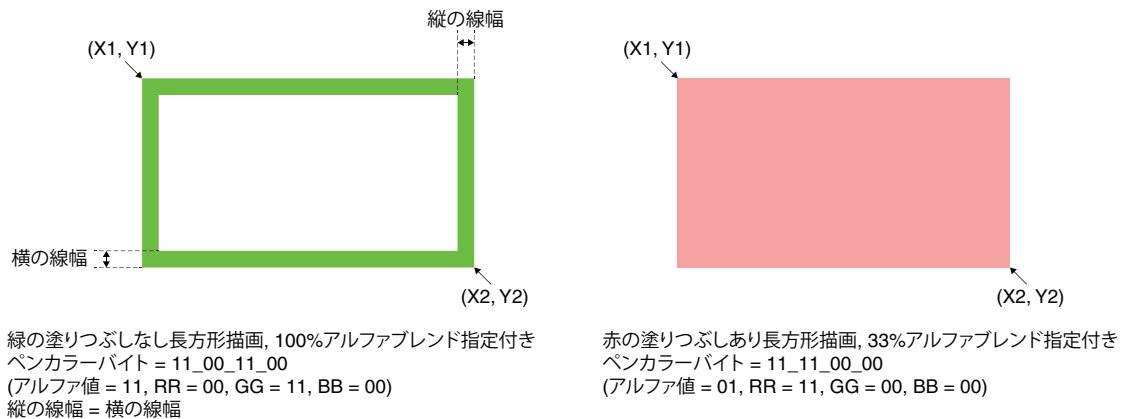 縦の線幅
(X1, Y1)
横の線幅
(X2, Y2)
緑の塗りつぶしなし長方形描画, 100%アルファブレンド指定付き
ペンカラーバイト = 11_00_11_00
(アルファ値 = 11, RR = 00, GG = 11, BB = 00)
縦の線幅 = 横の線幅
(X1, Y1)
(X2, Y2)
赤の塗りつぶしあり長方形描画, 33%アルファブレンド指定付き
ペンカラーバイト = 11_11_00_00
(アルファ値 = 01, RR = 11, GG = 00, BB = 00)